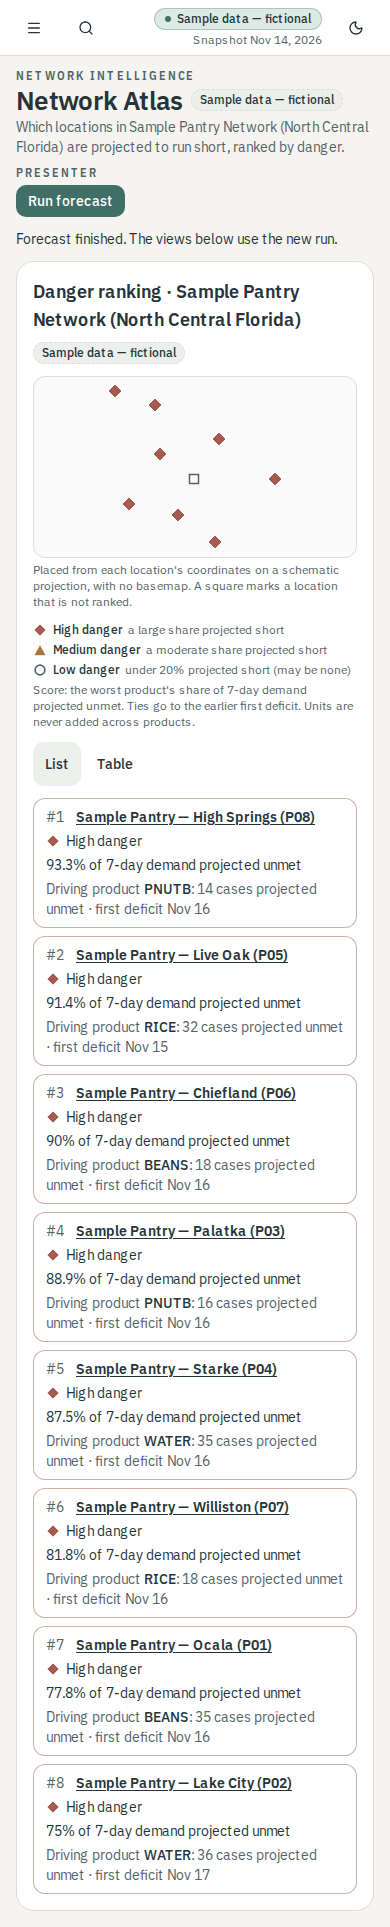 Sample data — fictional
Snapshot Nov 14, 2026
NETWORK INTELLIGENCE
Network Atlas Sample data — fictional
Which locations in Sample Pantry Network (North Central
Florida) are projected to run short, ranked by danger.
PRESENTER
Run forecast
Forecast finished. The views below use the new run.
Danger ranking · Sample Pantry
Network (North Central Florida)
Sample data — fictional
Placed from each location's coordinates on a schematic
projection, with no basemap. A square marks a location
that is not ranked.
High danger a large share projected short
Medium danger a moderate share projected short
Low danger under 20% projected short (may be none)
Score: the worst product's share of 7-day demand
projected unmet. Ties go to the earlier first deficit. Units are
never added across products.
List Table
#1 Sample Pantry — High Springs (P08)
High danger
93.3% of 7-day demand projected unmet
Driving product PNUTB: 14 cases projected
unmet · first deficit Nov 16
#2 Sample Pantry — Live Oak (P05)
High danger
91.4% of 7-day demand projected unmet
Driving product RICE: 32 cases projected unmet
· first deficit Nov 15
#3 Sample Pantry — Chiefland (P06)
High danger
90% of 7-day demand projected unmet
Driving product BEANS: 18 cases projected
unmet · first deficit Nov 16
#4 Sample Pantry — Palatka (P03)
High danger
88.9% of 7-day demand projected unmet
Driving product PNUTB: 16 cases projected
unmet · first deficit Nov 16
#5 Sample Pantry — Starke (P04)
High danger
87.5% of 7-day demand projected unmet
Driving product WATER: 35 cases projected
unmet · first deficit Nov 16
#6 Sample Pantry — Williston (P07)
High danger
81.8% of 7-day demand projected unmet
Driving product RICE: 18 cases projected unmet
· first deficit Nov 16
#7 Sample Pantry — Ocala (P01)
High danger
77.8% of 7-day demand projected unmet
Driving product BEANS: 35 cases projected
unmet · first deficit Nov 16
#8 Sample Pantry — Lake City (P02)
High danger
75% of 7-day demand projected unmet
Driving product WATER: 36 cases projected
unmet · first deficit Nov 17